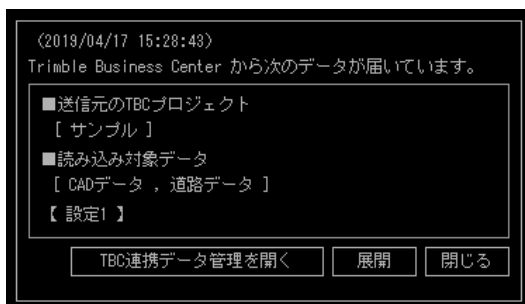 （2019/04/17 15:28:43）
Trimble Business Center から次のデータが届いています。
■送信元のTBCプロジェクト
[ サンプル ]
■読み込み対象データ
[ CADデータ , 道路データ ]
【 設定1 】
TBC連携データ管理を開く 展開 閉じる